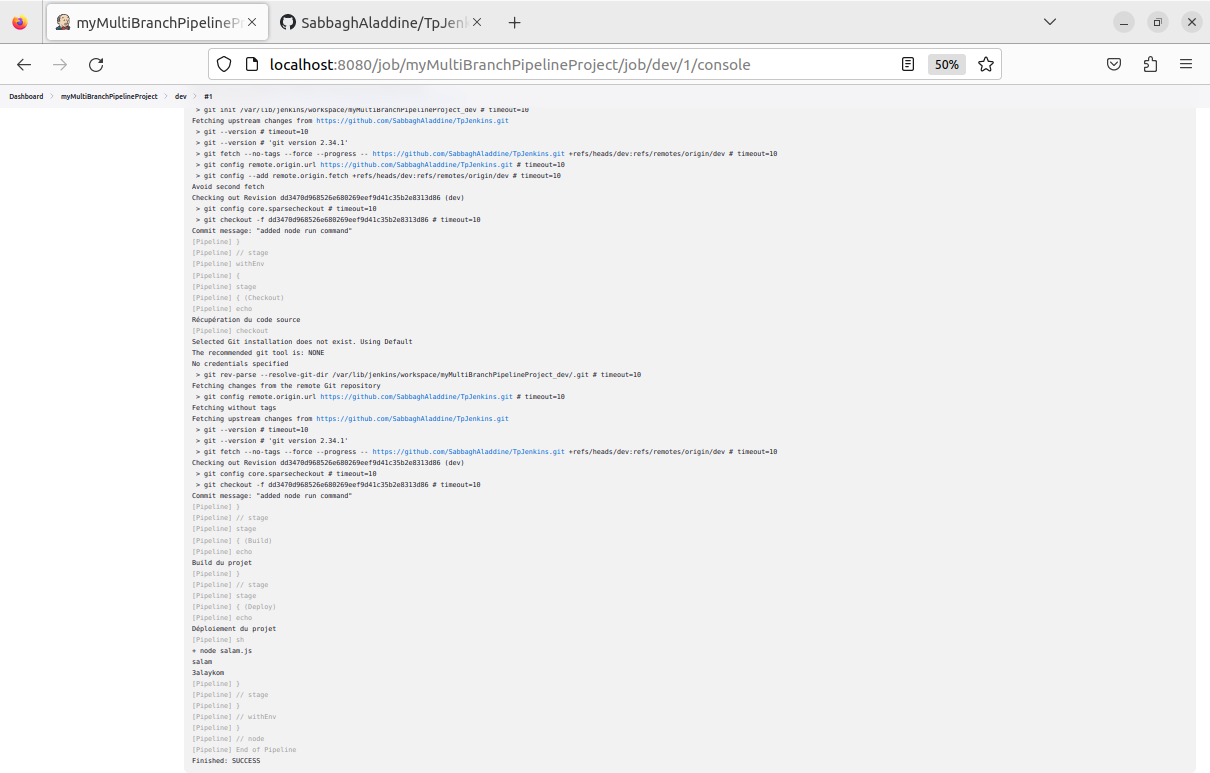 myMultiBranchPipelineP
SabbaghAladdine/TpJen
localhost:8080/job/myMultiBranchPipelineProject/job/dev/1/console
50%
Dashboard
myMultiBranchPipelineProject
dev
#1
> git init /var/lib/jenkins/workspace/myMultiBranchPipelineProject_dev # timeout=10
Fetching upstream changes from https://github.com/SabbaghAladdine/TpJenkins.git
> git --version # timeout=10
> git --version # 'git version 2.34.1'
> git fetch --no-tags --force --progress -- https://github.com/SabbaghAladdine/TpJenkins.git +refs/heads/dev:refs/remotes/origin/dev # timeout=10
> git config remote.origin.url https://github.com/SabbaghAladdine/TpJenkins.git # timeout=10
> git config --add remote.origin.fetch +refs/heads/dev:refs/remotes/origin/dev # timeout=10
Avoid second fetch
Checking out Revision dd3470d968526e680269eef9d41c35b2e8313d86 (dev)
> git config core.sparsecheckout # timeout=10
> git checkout -f dd3470d968526e680269eef9d41c35b2e8313d86 # timeout=10
Commit message: "added node run command"
[Pipeline] }
[Pipeline] // stage
[Pipeline] withEnv
[Pipeline] {
[Pipeline] stage
[Pipeline] { (Checkout)
[Pipeline] echo
Récupération du code source
[Pipeline] checkout
Selected Git installation does not exist. Using Default
The recommended git tool is: NONE
No credentials specified
> git rev-parse --resolve-git-dir /var/lib/jenkins/workspace/myMultiBranchPipelineProject_dev/.git # timeout=10
Fetching changes from the remote Git repository
> git config remote.origin.url https://github.com/SabbaghAladdine/TpJenkins.git # timeout=10
Fetching without tags
Fetching upstream changes from https://github.com/SabbaghAladdine/TpJenkins.git
> git --version # timeout=10
> git --version # 'git version 2.34.1'
> git fetch --no-tags --force --progress -- https://github.com/SabbaghAladdine/TpJenkins.git +refs/heads/dev:refs/remotes/origin/dev # timeout=10
Checking out Revision dd3470d968526e680269eef9d41c35b2e8313d86 (dev)
> git config core.sparsecheckout # timeout=10
> git checkout -f dd3470d968526e680269eef9d41c35b2e8313d86 # timeout=10
Commit message: "added node run command"
[Pipeline] }
[Pipeline] // stage
[Pipeline] stage
[Pipeline] { (Build)
[Pipeline] echo
Build du projet
[Pipeline] }
[Pipeline] // stage
[Pipeline] stage
[Pipeline] { (Deploy)
[Pipeline] echo
Déploiement du projet
[Pipeline] sh
+ node salam.js
salam
3alaykom
[Pipeline] }
[Pipeline] // stage
[Pipeline] }
[Pipeline] // withEnv
[Pipeline] }
[Pipeline] // node
[Pipeline] End of Pipeline
Finished: SUCCESS